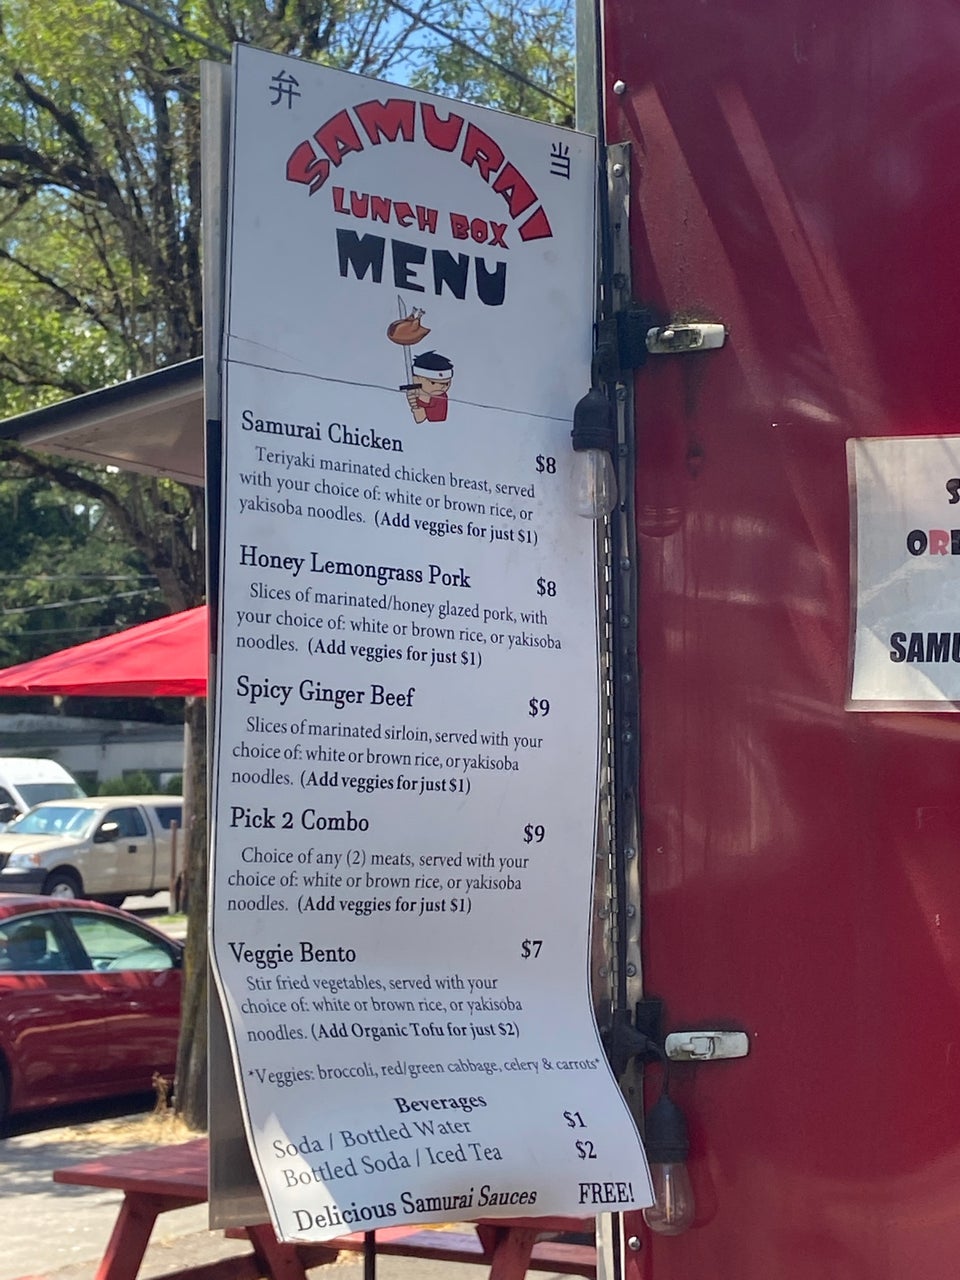 弁 当
SAMURAI
LUNCH BOX
MENU
Samurai Chicken $8
Teriyaki marinated chicken breast, served
with your choice of: white or brown rice, or
yakisoba noodles. (Add veggies for just $1)
Honey Lemongrass Pork $8
Slices of marinated/honey glazed pork, with
your choice of: white or brown rice, or yakisoba
noodles. (Add veggies for just $1)
Spicy Ginger Beef $9
Slices of marinated sirloin, served with your
choice of: white or brown rice, or yakisoba
noodles. (Add veggies for just $1)
Pick 2 Combo $9
Choice of any (2) meats, served with your
choice of: white or brown rice, or yakisoba
noodles. (Add veggies for just $1)
Veggie Bento $7
Stir fried vegetables, served with your
choice of: white or brown rice, or yakisoba
noodles. (Add Organic Tofu for just $2)
*Veggies: broccoli, red/green cabbage, celery & carrots*
Beverages
Soda / Bottled Water $1
Bottled Soda / Iced Tea $2
Delicious Samurai Sauces FREE!
SAMU